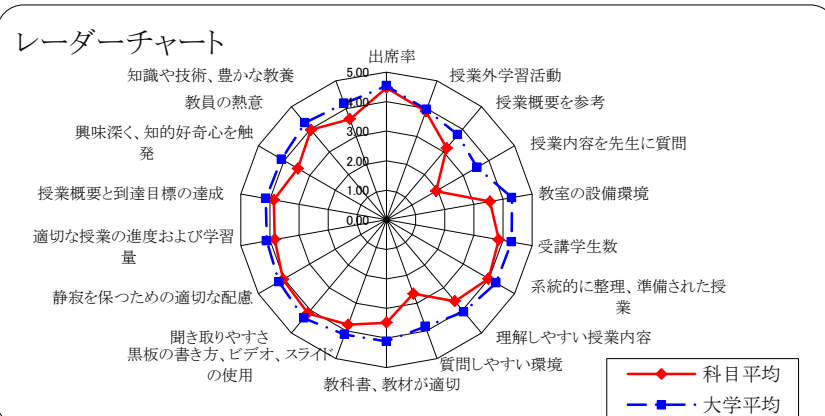 レーダーチャート
出席率
授業外学習活動
授業概要を参考
授業内容を先生に質問
教室の設備環境
受講学生数
系統的に整理、準備された授
業
理解しやすい授業内容
質問しやすい環境
教科書、教材が適切
黒板の書き方、ビデオ、スライド
の使用
聞き取りやすさ
静寂を保つための適切な配慮
適切な授業の進度および学習
量
授業概要と到達目標の達成
興味深く、知的好奇心を触
発
教員の熱意
知識や技術、豊かな教養
5.00
4.00
3.00
2.00
1.00
0.00
科目平均
大学平均